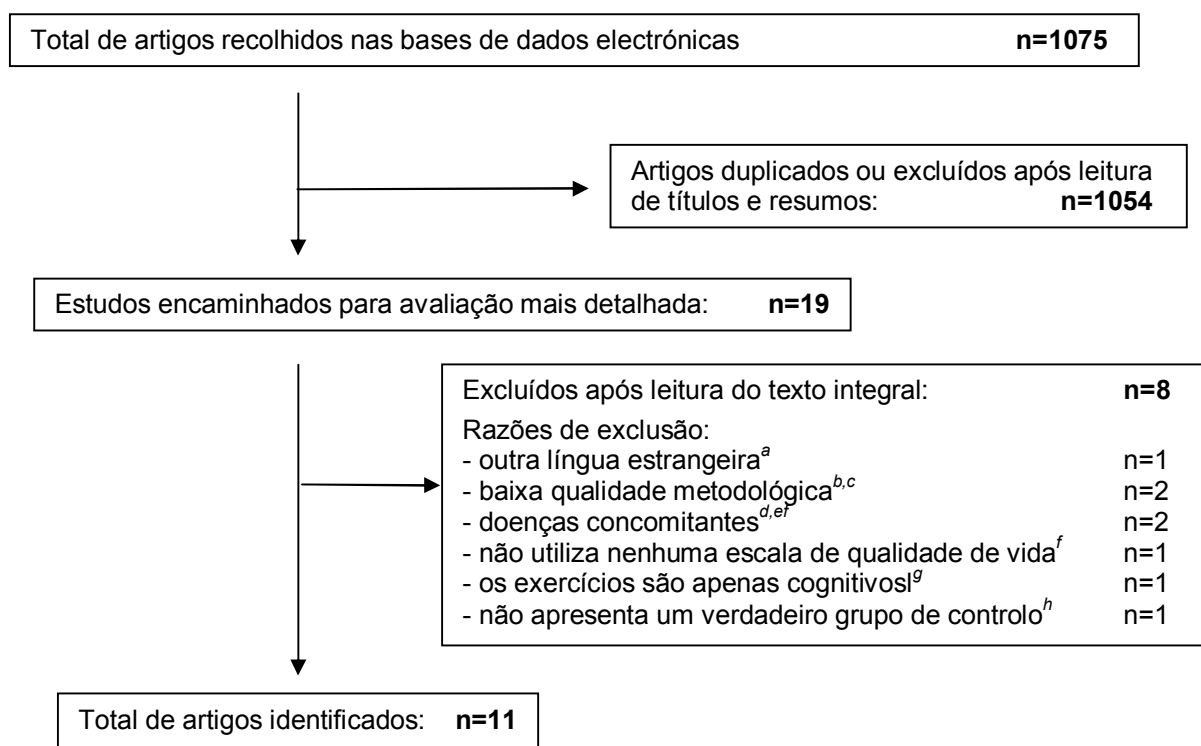 Total de artigos recolhidos nas bases de dados electrónicas n=1075
Artigos duplicados ou excluídos após leitura
de títulos e resumos: n=1054
Estudos encaminhados para avaliação mais detalhada: n=19
Excluídos após leitura do texto integral: n=8
Razões de exclusão:
- outra língua estrangeira a n=1
- baixa qualidade metodológica b,c n=2
- doenças concomitantes d,ef n=2
- não utiliza nenhuma escala de qualidade de vida f n=1
- os exercícios são apenas cognitivosl g n=1
- não apresenta um verdadeiro grupo de controlo h n=1
Total de artigos identificados: n=11